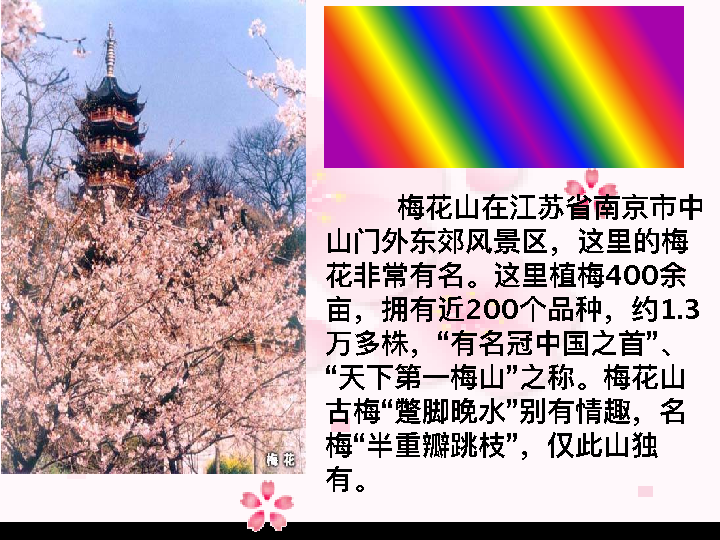 梅花山在江苏省南京市中
山门外东郊风景区，这里的梅
花非常有名。这里植梅400余
亩，拥有近200个品种，约1.3
万多株，“有名冠中国之首”、
“天下第一梅山”之称。梅花山
古梅“蹩脚晚水”别有情趣，名
梅“半重瓣跳枝”，仅此山独
有。
梅花